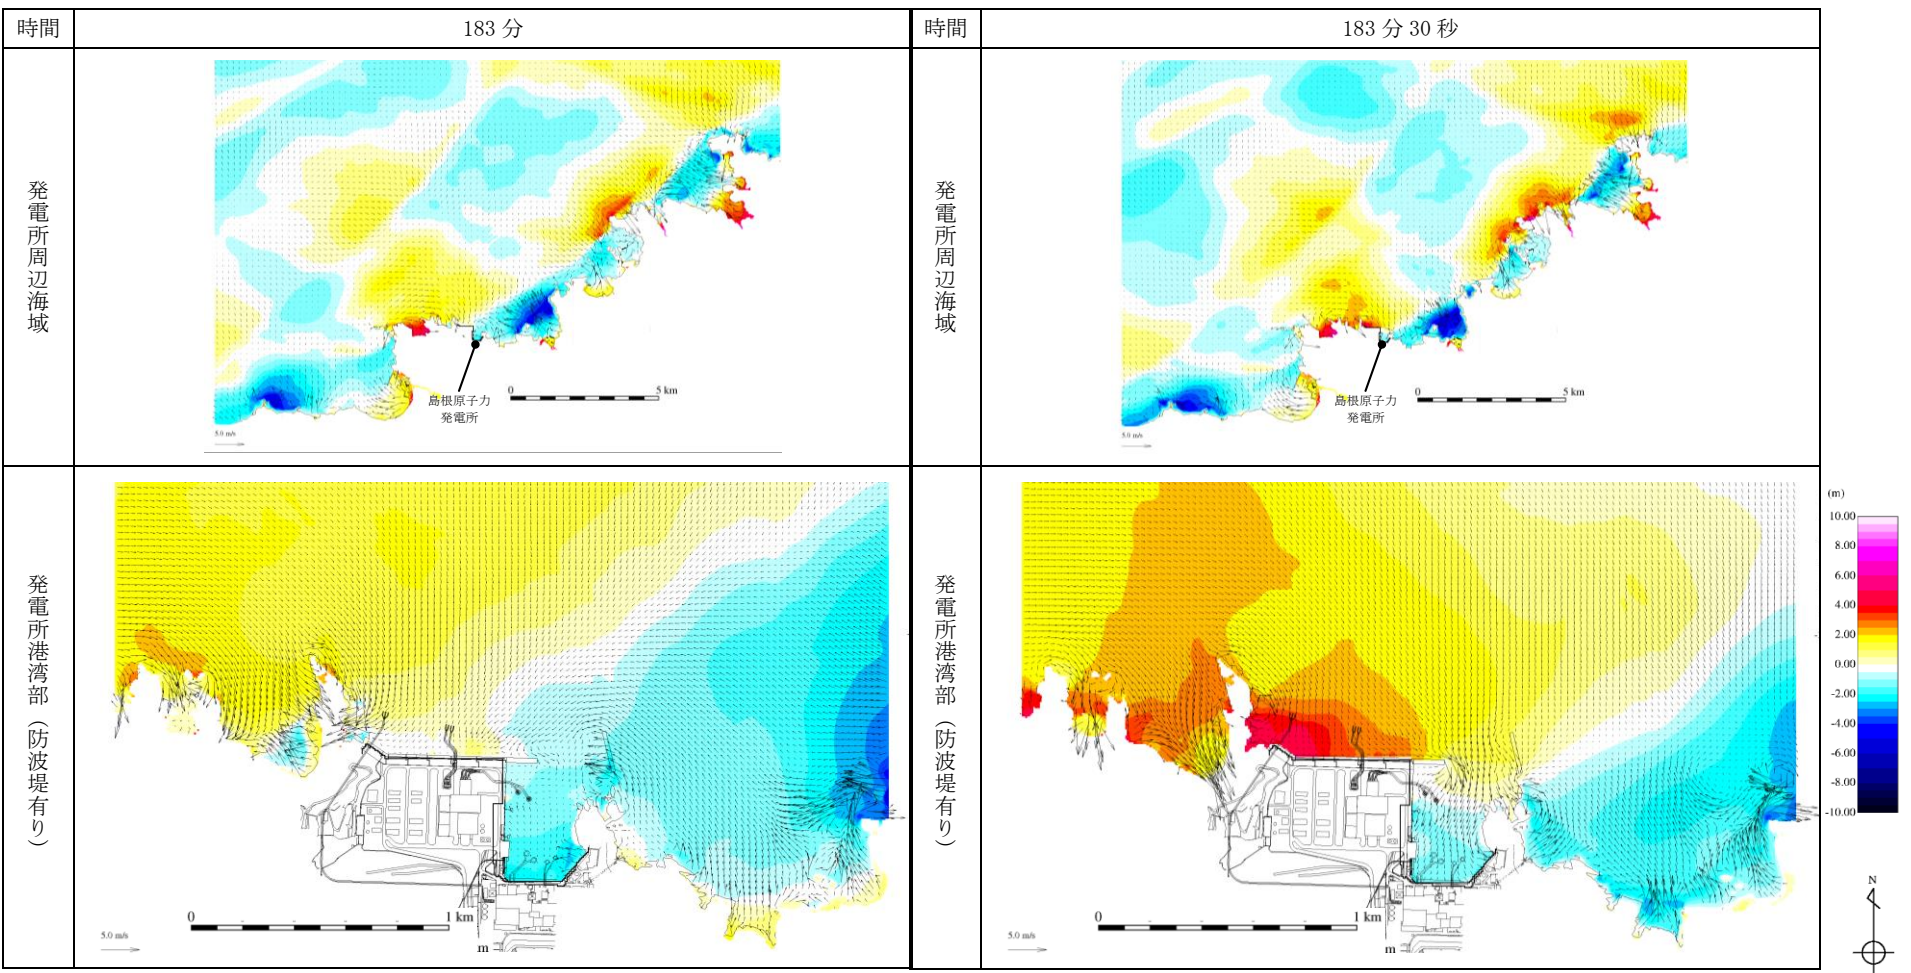 時間
183 分
時間
183 分 30 秒
発電所周辺海域
島根原子力
発電所
0
5 km
5.0 m/s
発電所周辺海域
島根原子力
発電所
0
5 km
5.0 m/s
発電所港湾部（防波堤有り）
0
1 km
5.0 m/s
m
発電所港湾部（防波堤有り）
0
1 km
5.0 m/s
m
(m)
10.00
8.00
6.00
4.00
2.00
0.00
-2.00
-4.00
-6.00
-8.00
-10.00
N